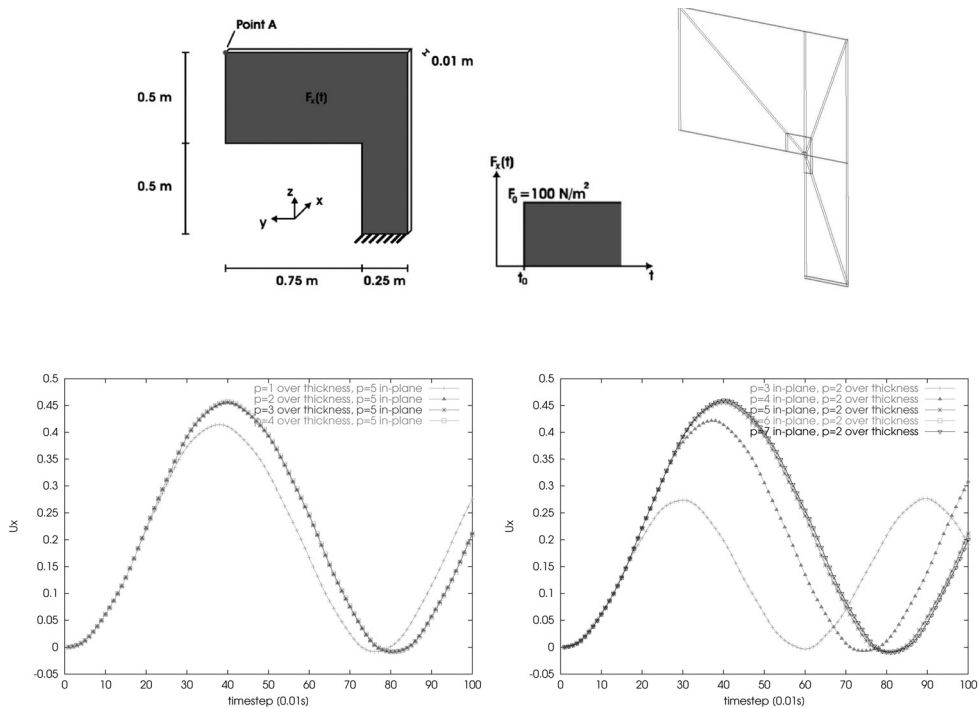 Point A
0.01 m
0.5 m
Fx(t)
0.5 m
z
x
y
0.75 m
0.25 m
Fx(t)
F0 = 100 N/m²
t0
t
0.5
0.45
0.4
0.35
0.3
0.25
0.2
0.15
0.1
0.05
0
-0.05
Ux
p=1 over thickness, p=5 in-plane
p=2 over thickness, p=5 in-plane
p=3 over thickness, p=5 in-plane
p=4 over thickness, p=5 in-plane
0 10 20 30 40 50 60 70 80 90 100
timestep (0.01s)
0.5
0.45
0.4
0.35
0.3
0.25
0.2
0.15
0.1
0.05
0
-0.05
Ux
p=3 in-plane, p=2 over thickness
p=4 in-plane, p=2 over thickness
p=5 in-plane, p=2 over thickness
p=6 in-plane, p=2 over thickness
p=7 in-plane, p=2 over thickness
0 10 20 30 40 50 60 70 80 90 100
timestep (0.01s)